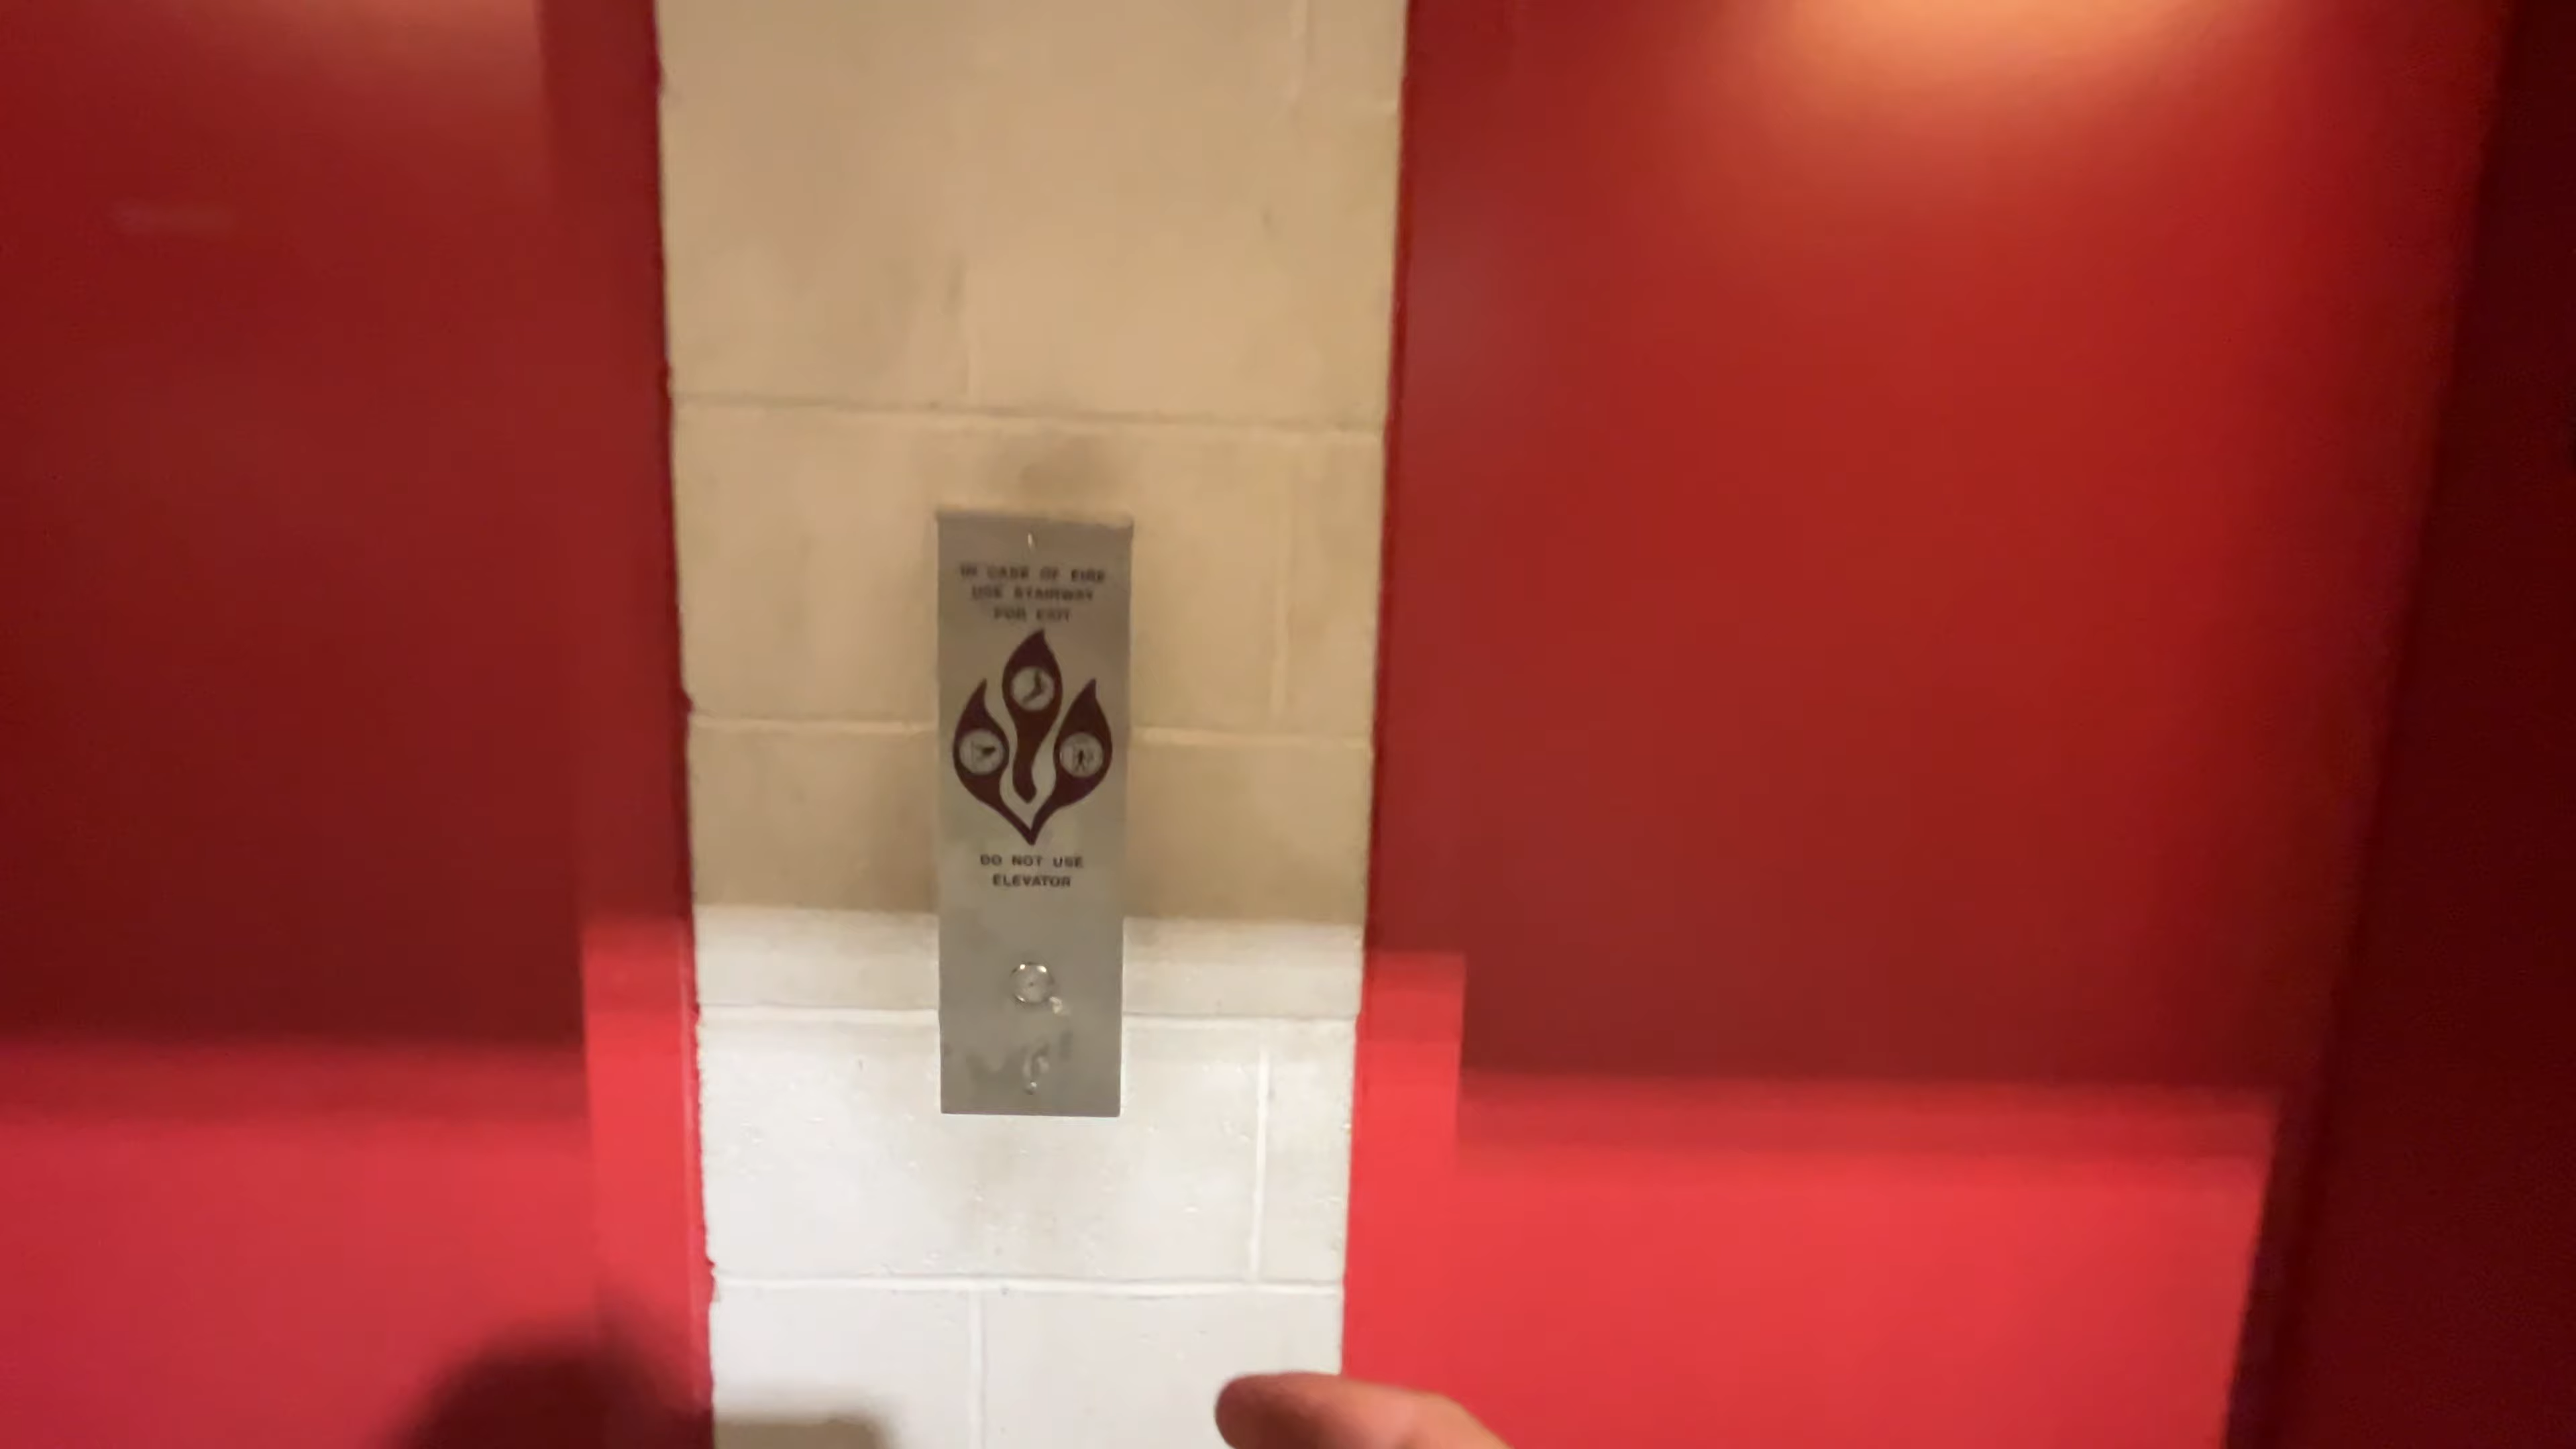 IN CASE OF FIRE
USE STAIRWAY
FOR EXIT
DO NOT USE
ELEVATOR